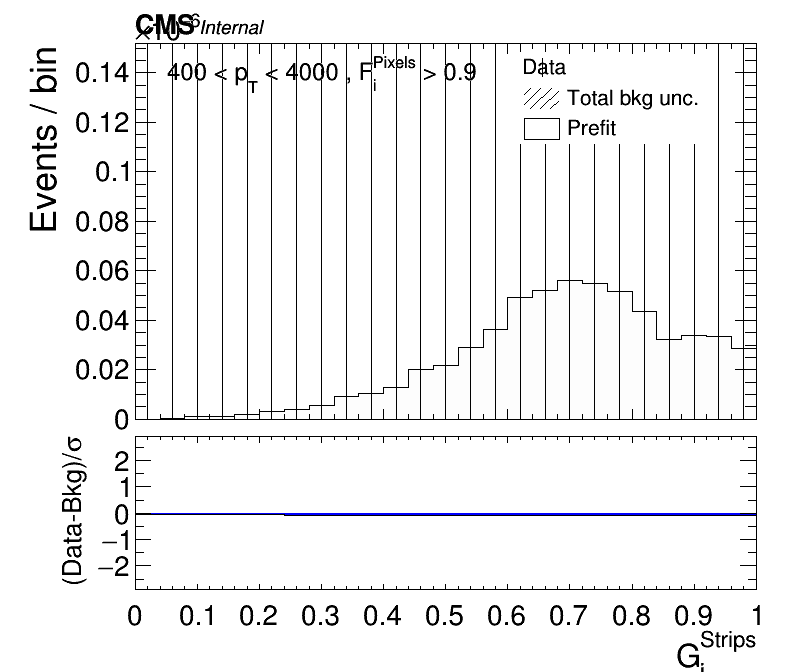 CMS Internal
×10⁻⁶
400 < p_T < 4000 , F_i^Pixels > 0.9
Data
Total bkg unc.
Prefit
Events / bin
0.14
0.12
0.1
0.08
0.06
0.04
0.02
0
(Data-Bkg)/σ
2
1
0
−1
−2
0 0.1 0.2 0.3 0.4 0.5 0.6 0.7 0.8 0.9 1
G_i^Strips